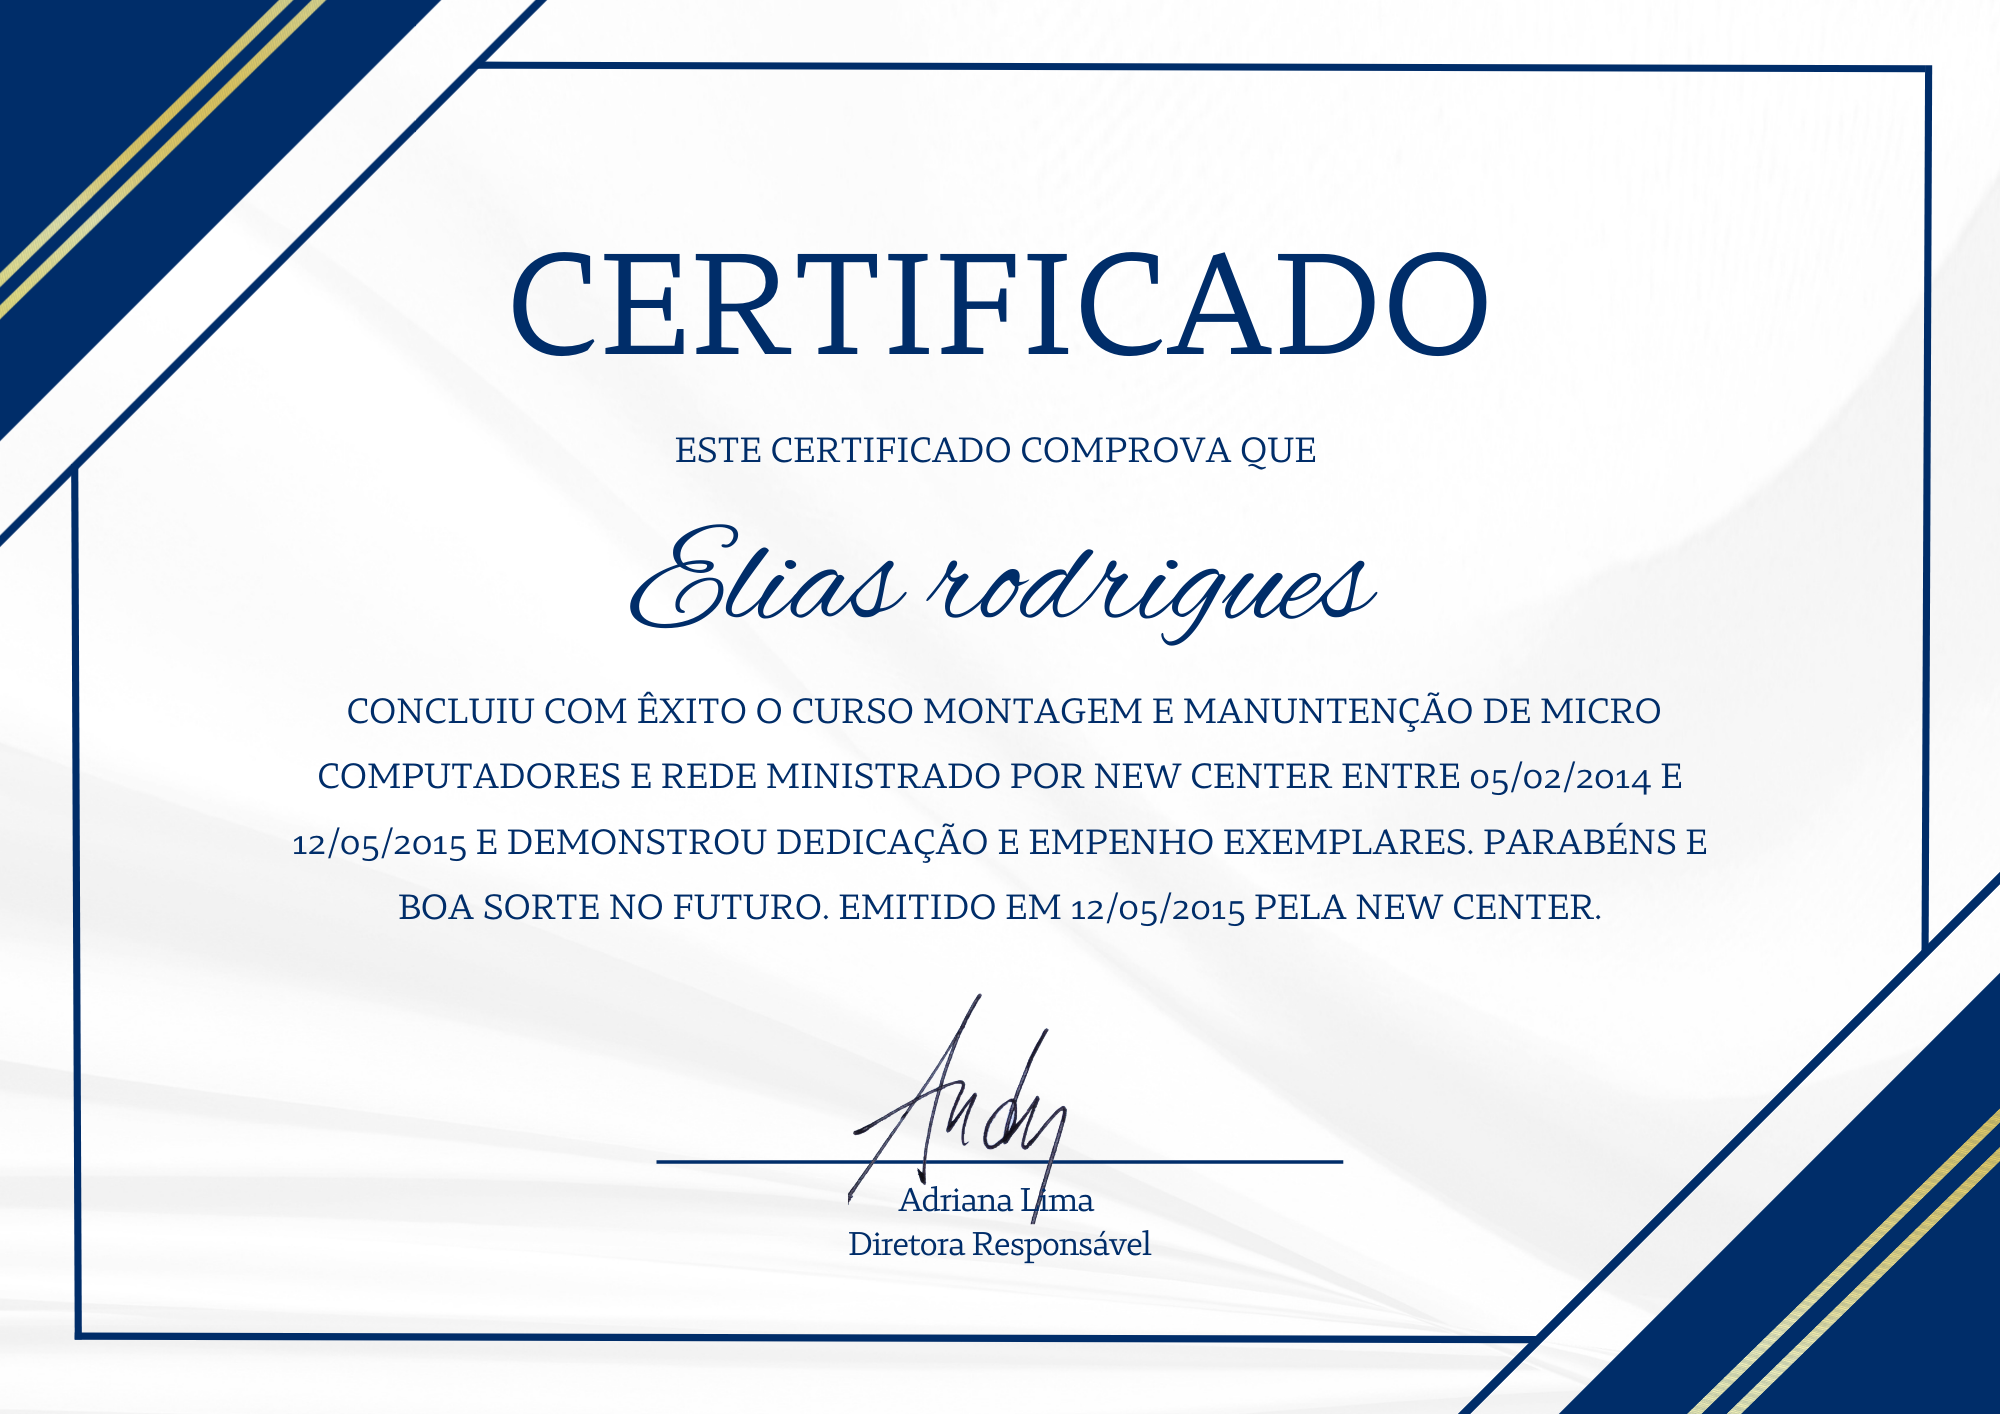 CERTIFICADO
ESTE CERTIFICADO COMPROVA QUE
Elias rodrigues
CONCLUIU COM ÊXITO O CURSO MONTAGEM E MANUNTENÇÃO DE MICRO
COMPUTADORES E REDE MINISTRADO POR NEW CENTER ENTRE 05/02/2014 E
12/05/2015 E DEMONSTROU DEDICAÇÃO E EMPENHO EXEMPLARES. PARABÉNS E
BOA SORTE NO FUTURO. EMITIDO EM 12/05/2015 PELA NEW CENTER.
Andy
Adriana Lima
Diretora Responsável